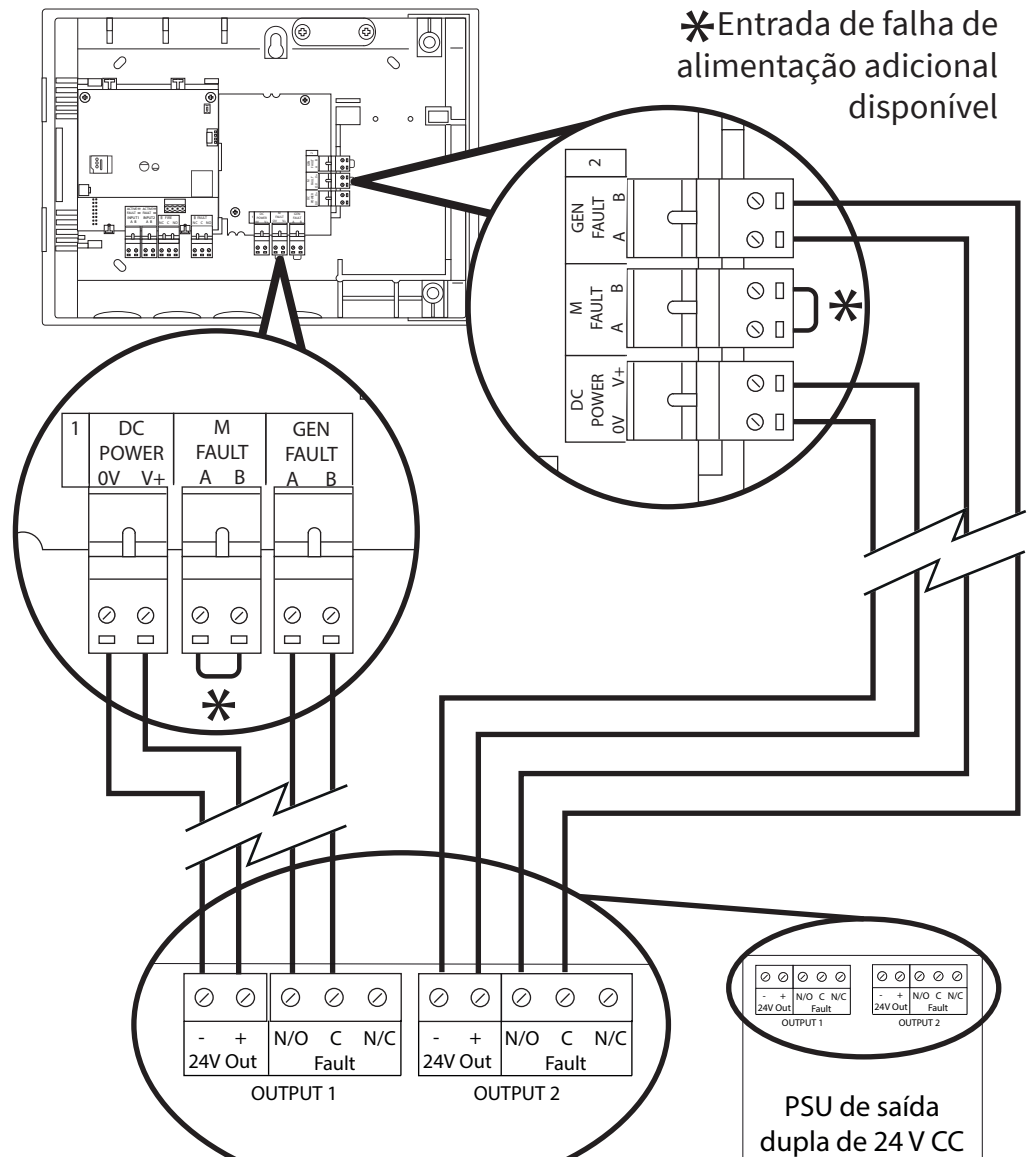 ✱Entrada de falha de
alimentação adicional
disponível
2
GEN
FAULT
A B
M
FAULT
A B
DC
POWER
0V V+
1
DC
POWER
0V V+
M
FAULT
A B
GEN
FAULT
A B
✱
✱
- +
24V Out
N/O C N/C
Fault
OUTPUT 1
- +
24V Out
N/O C N/C
Fault
OUTPUT 2
- +
24V Out
N/O C N/C
Fault
OUTPUT 1
- +
24V Out
N/O C N/C
Fault
OUTPUT 2
PSU de saída
dupla de 24 V CC